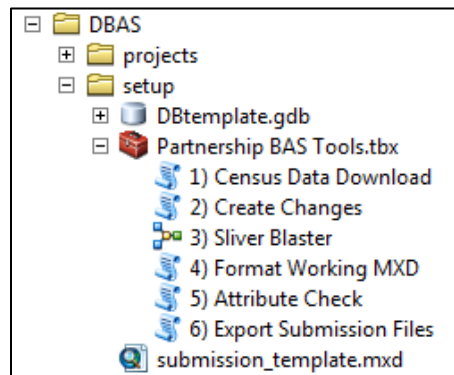 DBAS
projects
setup
DBtemplate.gdb
Partnership BAS Tools.tbx
1) Census Data Download
2) Create Changes
3) Sliver Blaster
4) Format Working MXD
5) Attribute Check
6) Export Submission Files
submission_template.mxd